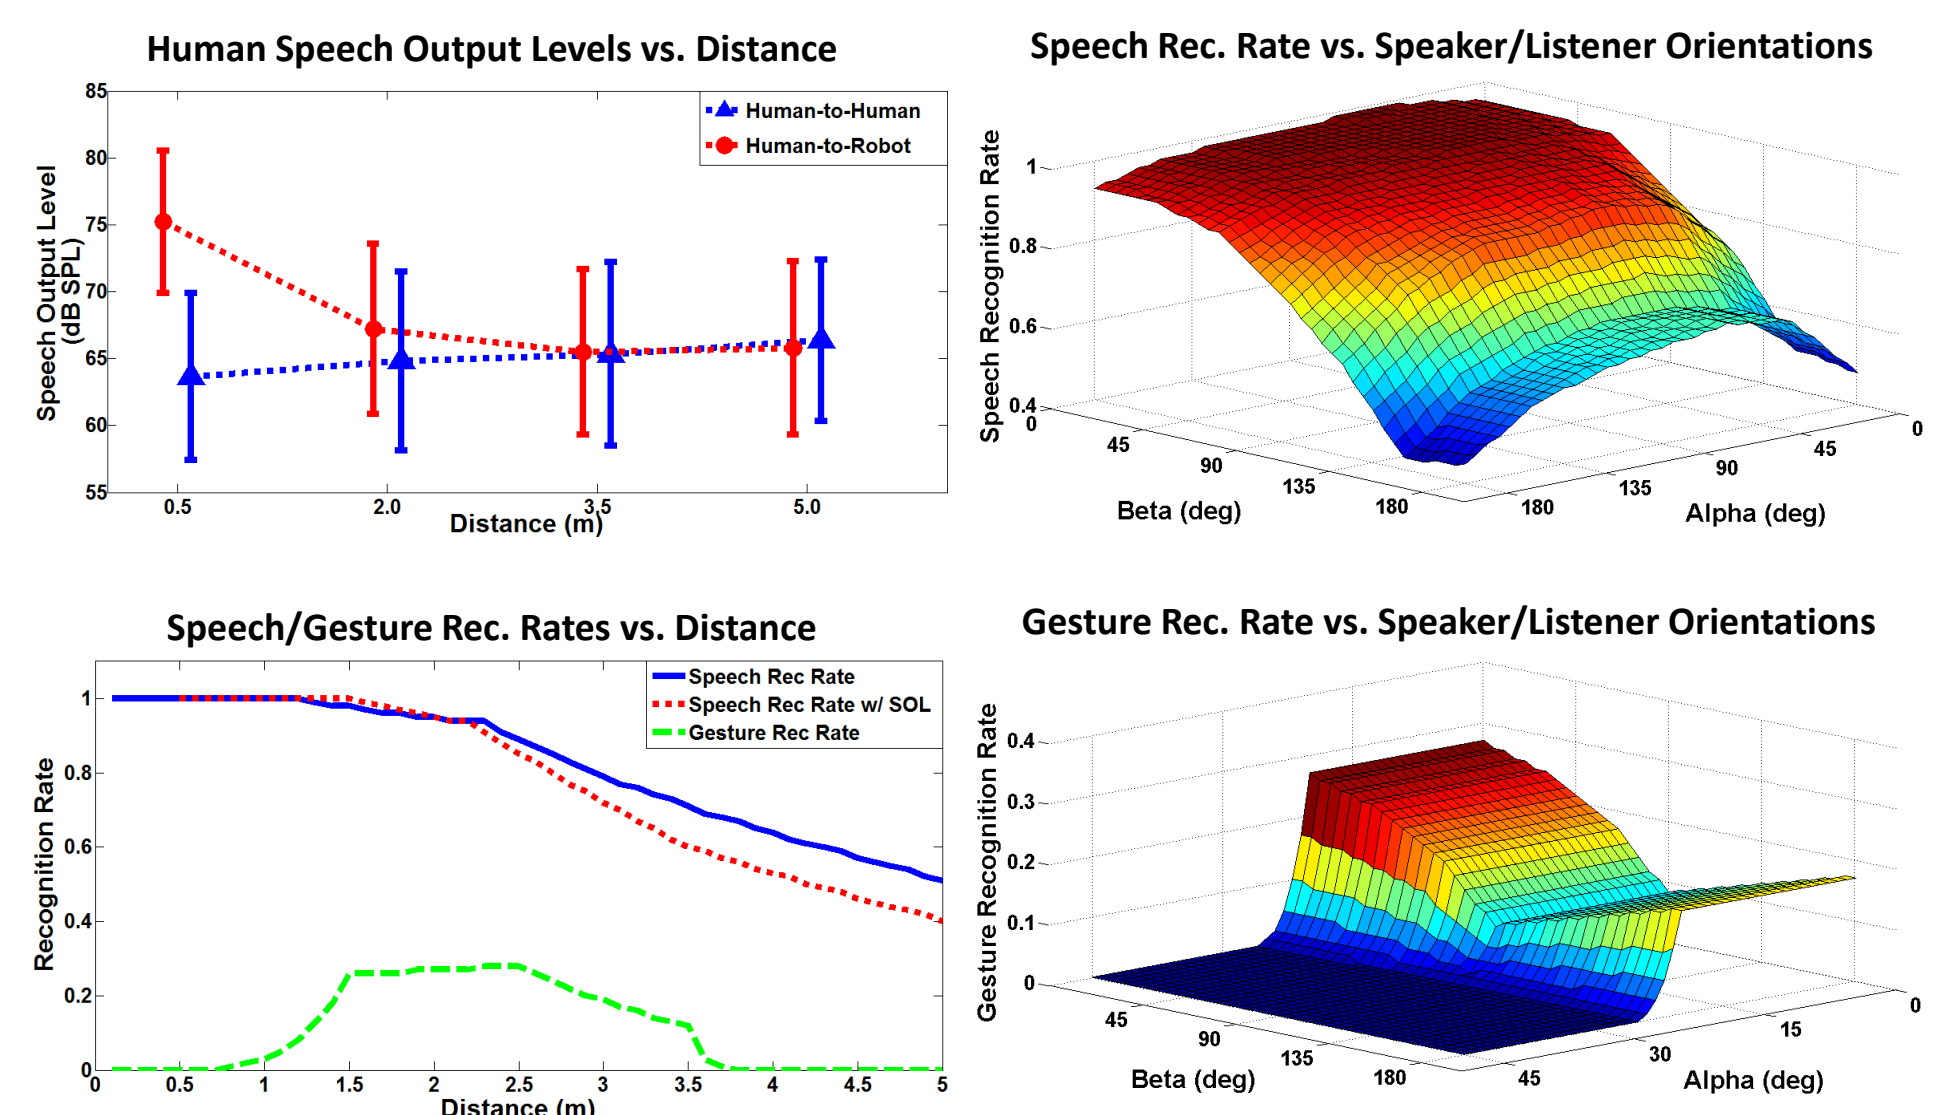 Human Speech Output Levels vs. Distance
85
80
75
70
65
60
55
Speech Output Level
(dB SPL)
Human-to-Human
Human-to-Robot
0.5
2.0
3.5
5.0
Distance (m)
Speech Rec. Rate vs. Speaker/Listener Orientations
Speech Recognition Rate
1
0.8
0.6
0.4
0
45
90
135
180
Beta (deg)
180
135
90
45
0
Alpha (deg)
Speech/Gesture Rec. Rates vs. Distance
Recognition Rate
1
0.8
0.6
0.4
0.2
0
Speech Rec Rate
Speech Rec Rate w/ SOL
Gesture Rec Rate
0
0.5
1
1.5
2
2.5
3
3.5
4
4.5
5
Distance (m)
Gesture Rec. Rate vs. Speaker/Listener Orientations
Gesture Recognition Rate
0.4
0.3
0.2
0.1
0
45
90
135
180
Beta (deg)
45
30
15
0
Alpha (deg)